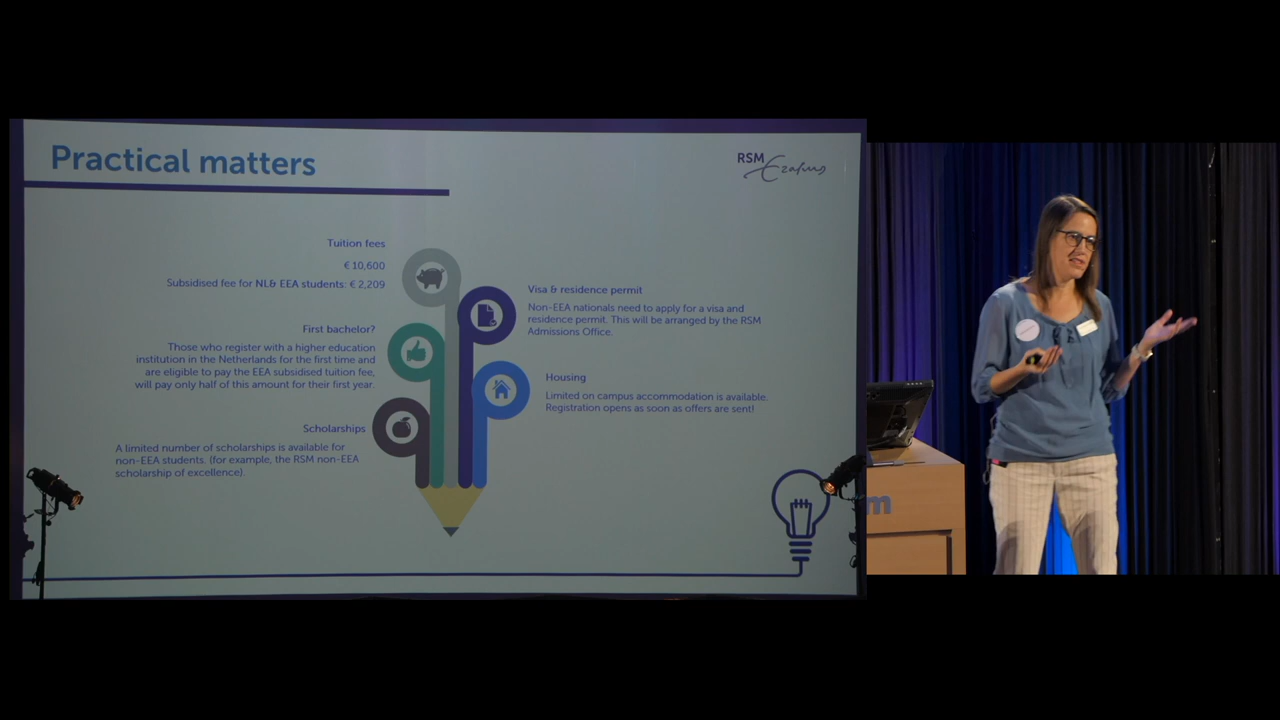 Practical matters
RSM
Erasmus
Tuition fees
€ 10,600
Subsidised fee for NL& EEA students: € 2,209
First bachelor?
Those who register with a higher education
institution in the Netherlands for the first time and
are eligible to pay the EEA subsidised tuition fee,
will pay only half of this amount for their first year.
Scholarships
A limited number of scholarships is available for
non-EEA students. (for example, the RSM non-EEA
scholarship of excellence).
Visa & residence permit
Non-EEA nationals need to apply for a visa and
residence permit. This will be arranged by the RSM
Admissions Office.
Housing
Limited on campus accommodation is available.
Registration opens as soon as offers are sent!
m